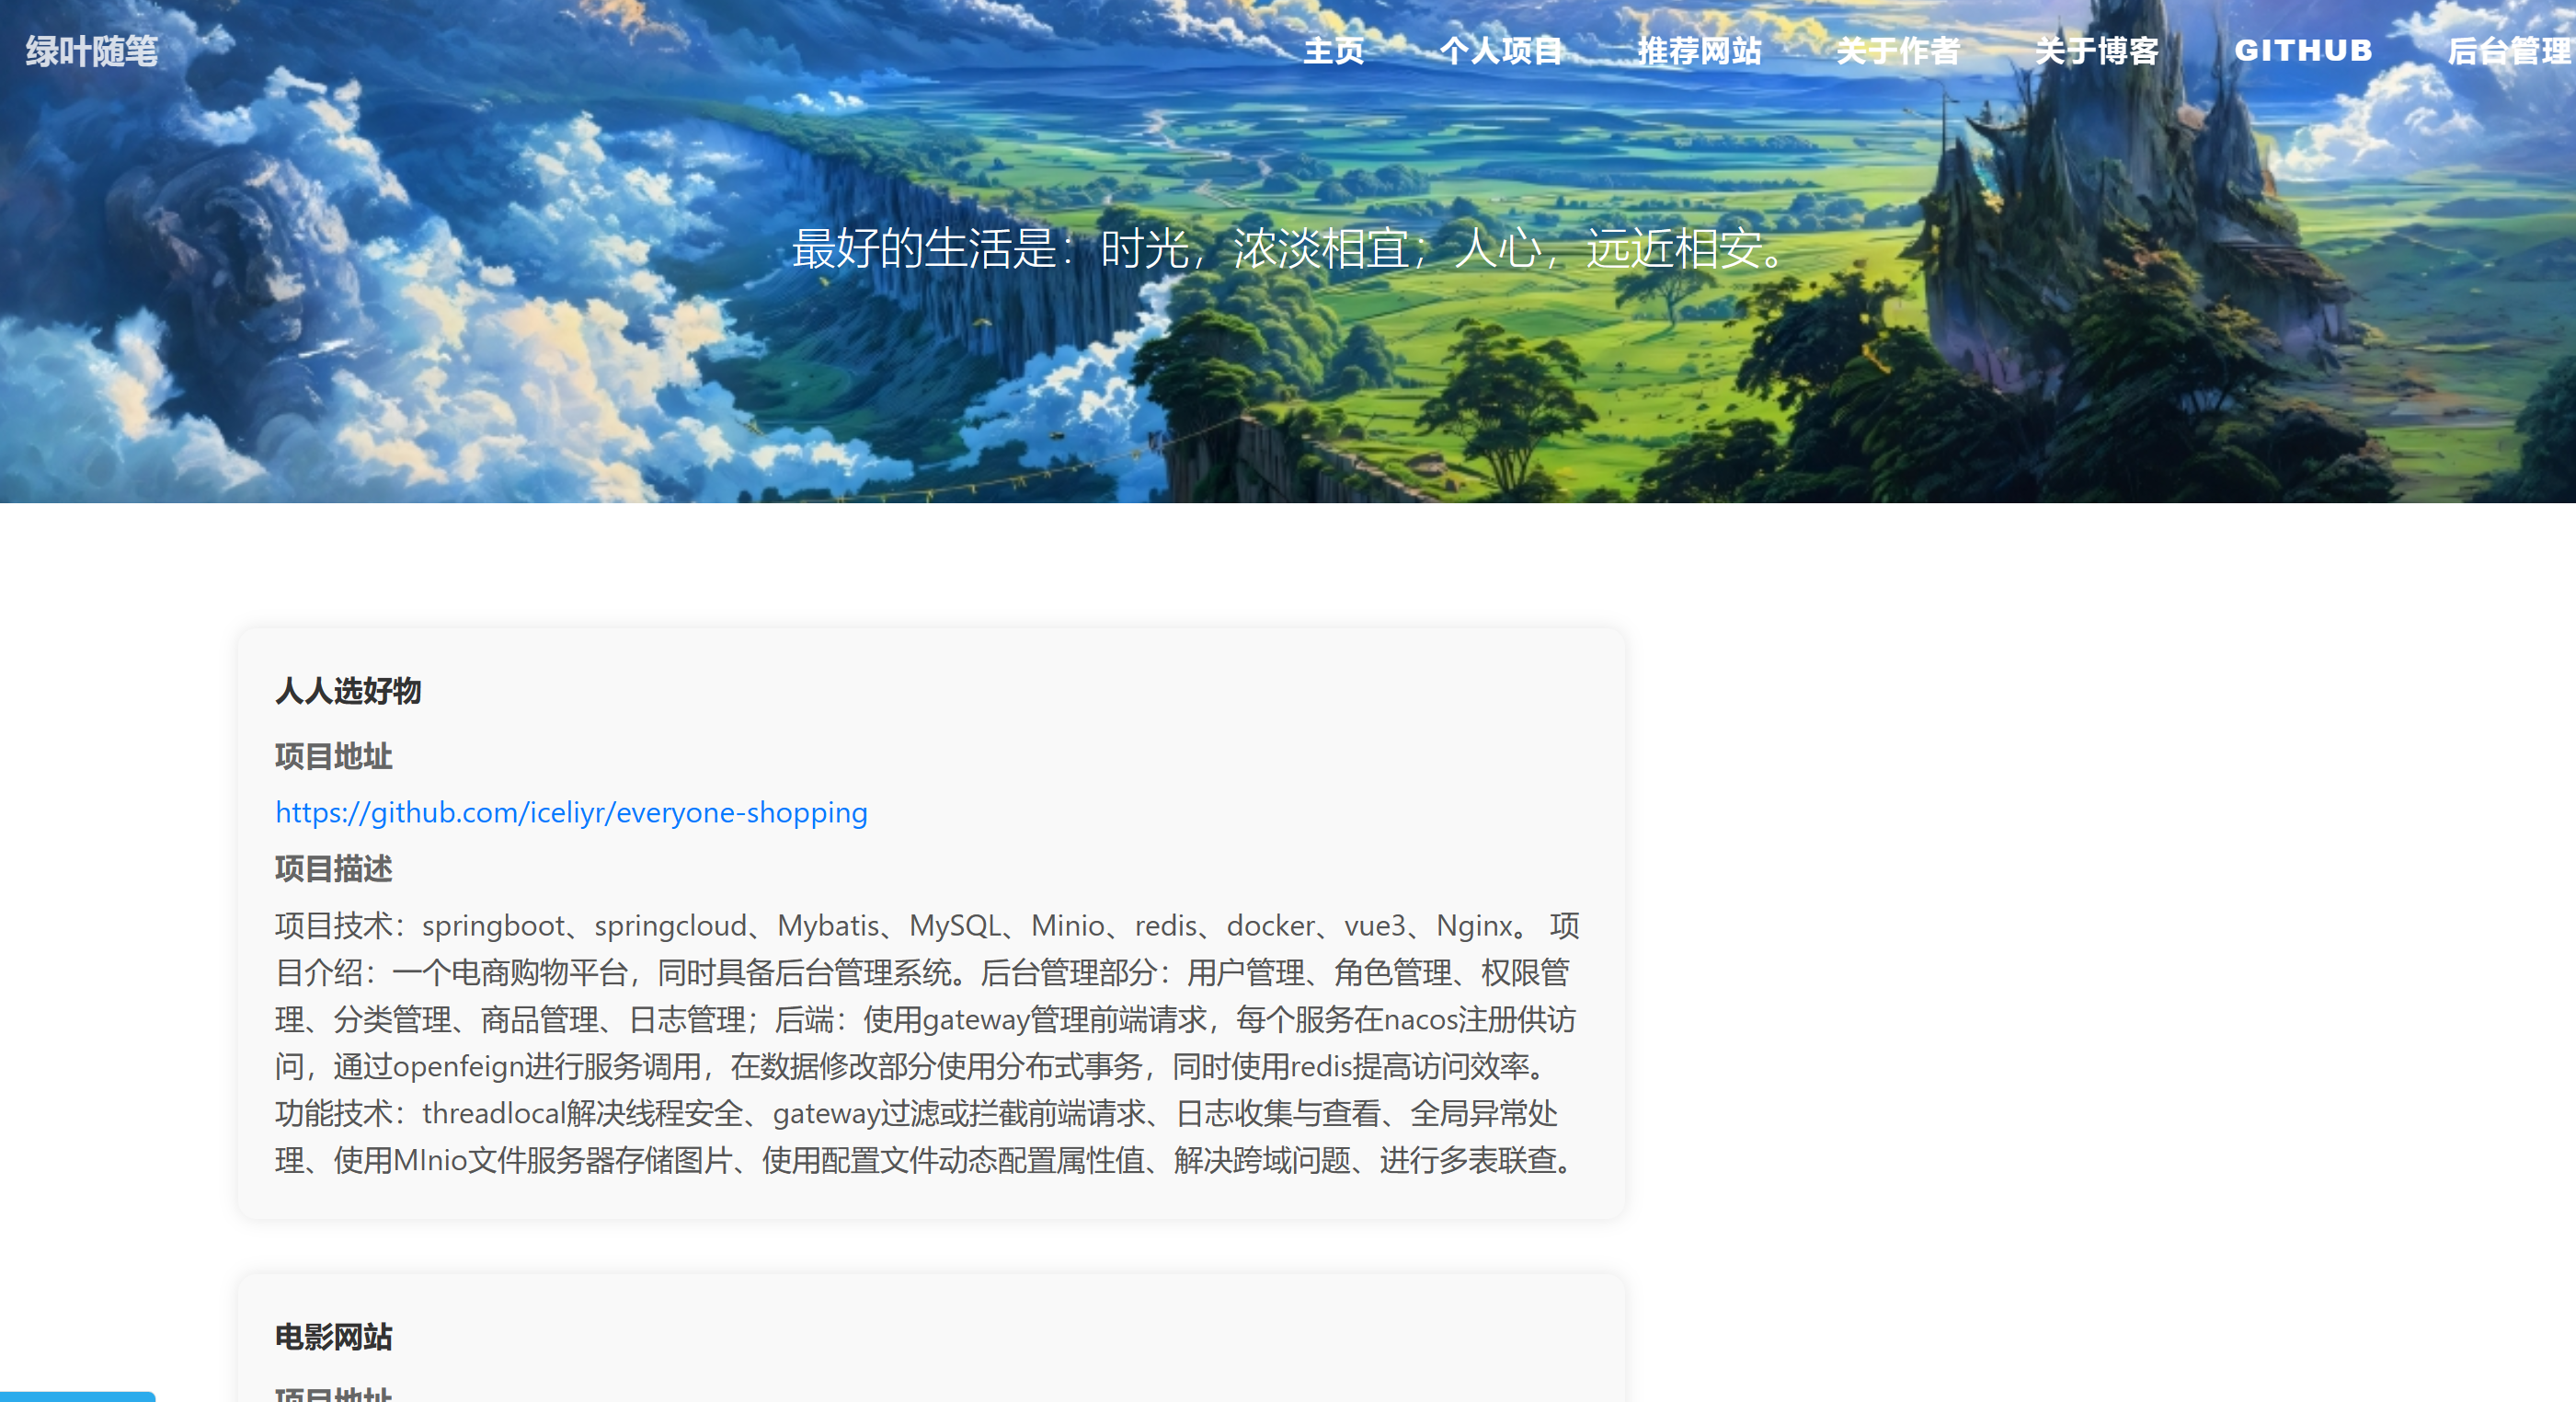 绿叶随笔
主页 个人项目 推荐网站 关于作者 关于博客 GITHUB 后台管理
最好的生活是：时光，浓淡相宜；人心，远近相安。
人人选好物
项目地址
https://github.com/iceliyr/everyone-shopping
项目描述
项目技术：springboot、springcloud、Mybatis、MySQL、Minio、redis、docker、vue3、Nginx。 项
目介绍：一个电商购物平台，同时具备后台管理系统。后台管理部分：用户管理、角色管理、权限管
理、分类管理、商品管理、日志管理；后端：使用gateway管理前端请求，每个服务在nacos注册供访
问，通过openfeign进行服务调用，在数据修改部分使用分布式事务，同时使用redis提高访问效率。
功能技术：threadlocal解决线程安全、gateway过滤或拦截前端请求、日志收集与查看、全局异常处
理、使用MInio文件服务器存储图片、使用配置文件动态配置属性值、解决跨域问题、进行多表联查。
电影网站
项目地址